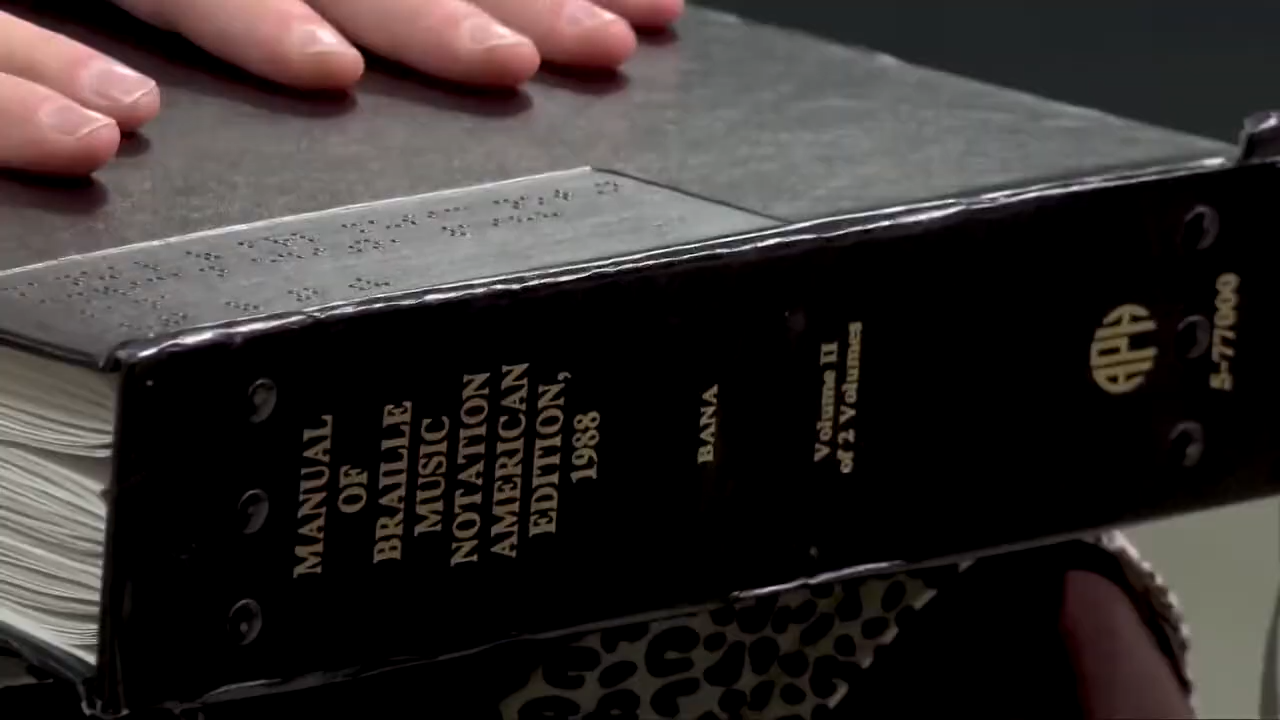 MANUAL
OF
BRAILLE
MUSIC
NOTATION
AMERICAN
EDITION,
1988
BANA
Volume II
of 2 Volumes
APH
5-77000